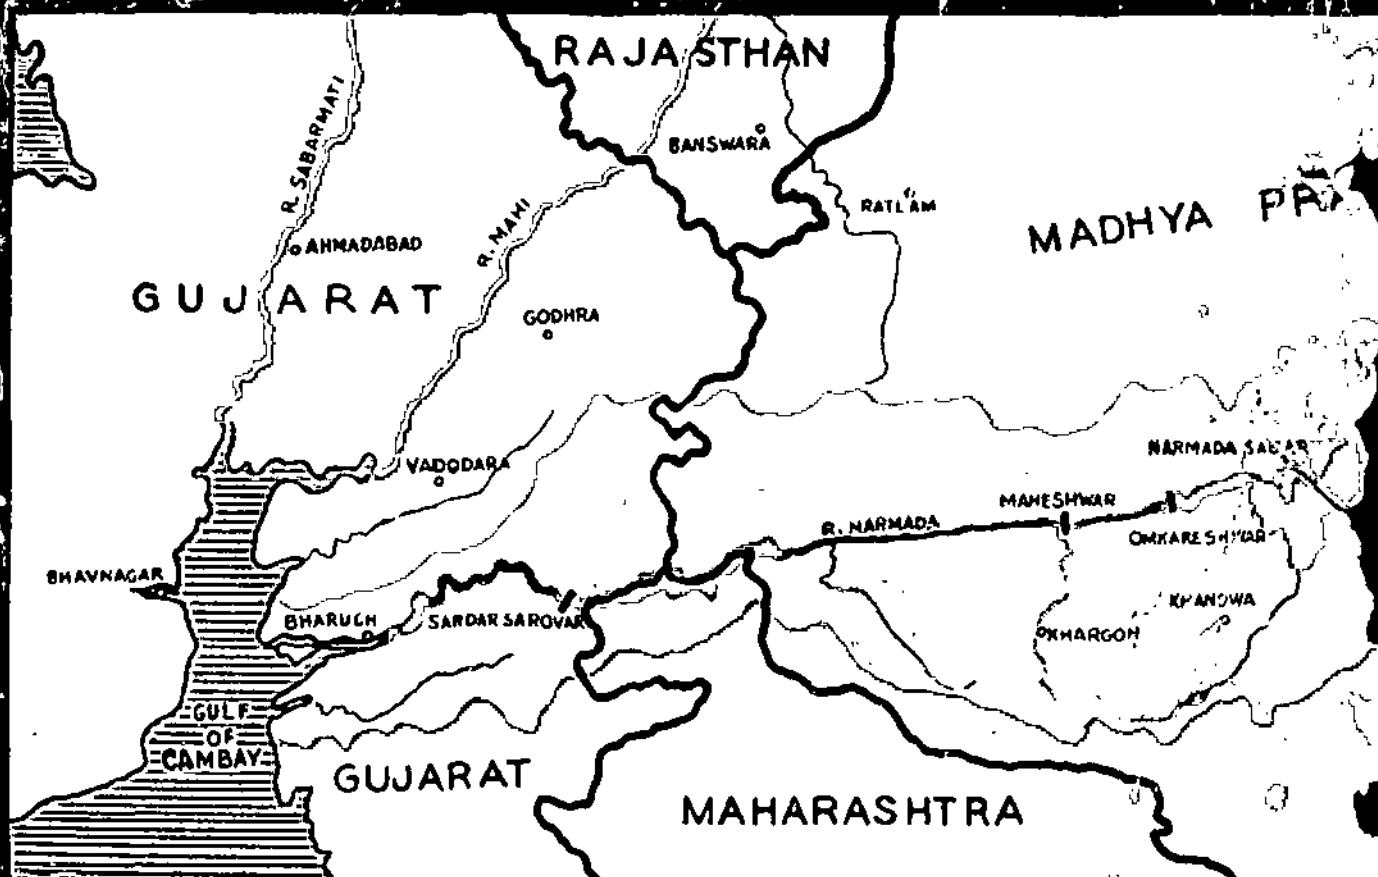 RAJASTHAN
R. SABARMATI
BANSWARA
RATLAM
MADHYA
R. MAHI
AHMADABAD
GUJARAT
GODHRA
NARMADA
VADODARA
MAHESHWAR
R. NARMADA
OMKARESHWAR
BHAVNAGAR
KHANDWA
BHARUCH
SARDAR SAROVAR
KHARGON
GULF
OF
CAMBAY
GUJARAT
MAHARASHTRA